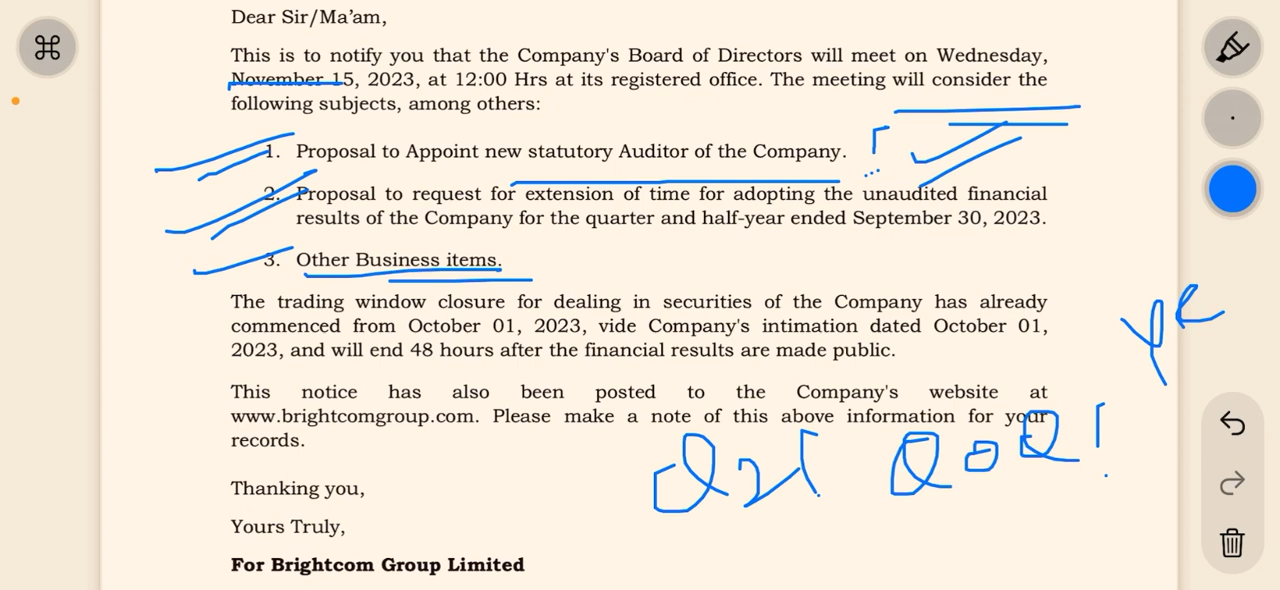 Dear Sir/Ma'am,
This is to notify you that the Company's Board of Directors will meet on Wednesday,
November 15, 2023, at 12:00 Hrs at its registered office. The meeting will consider the
following subjects, among others:
1. Proposal to Appoint new statutory Auditor of the Company.
2. Proposal to request for extension of time for adopting the unaudited financial
results of the Company for the quarter and half-year ended September 30, 2023.
3. Other Business items.
The trading window closure for dealing in securities of the Company has already
commenced from October 01, 2023, vide Company's intimation dated October 01,
2023, and will end 48 hours after the financial results are made public.
This notice has also been posted to the Company's website at
www.brightcomgroup.com. Please make a note of this above information for your
records.
Thanking you,
Yours Truly,
For Brightcom Group Limited